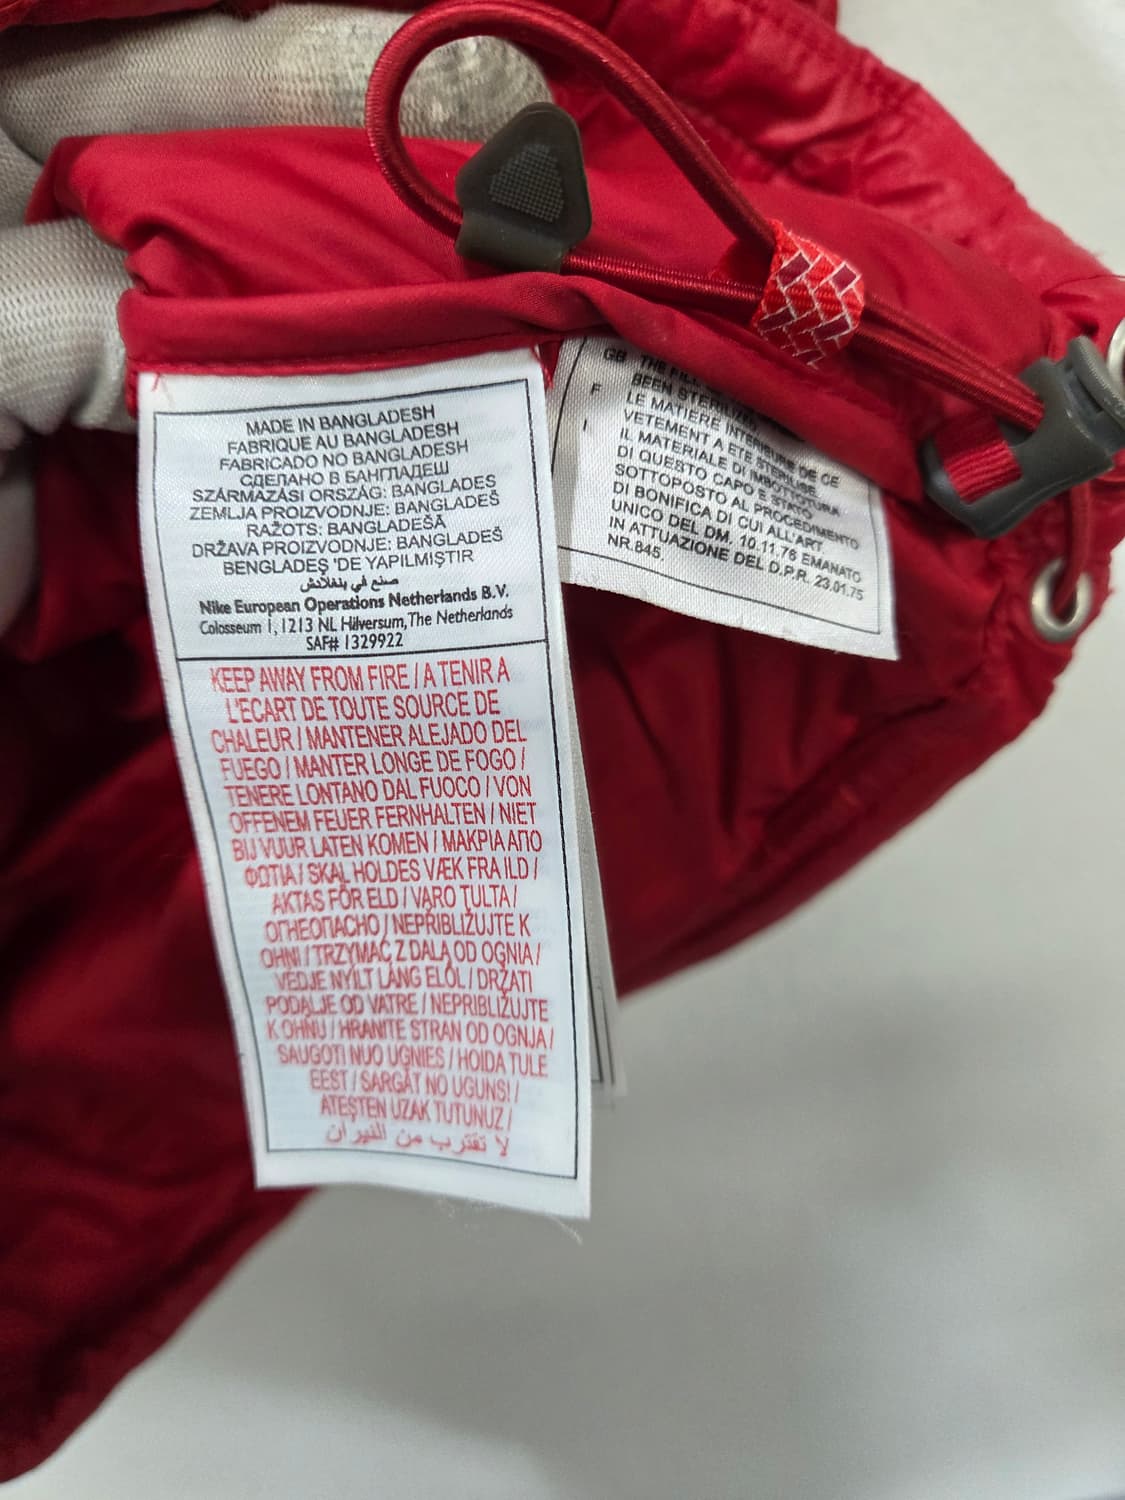 MADE IN BANGLADESH
FABRIQUE AU BANGLADESH
FABRICADO NO BANGLADESH
СДЕЛАНО В БАНГЛАДЕШ
SZÁRMAZÁSI ORSZÁG: BANGLADES
ZEMLJA PROIZVODNJE: BANGLADEŠ
RAŽOTS: BANGLADEŠĀ
DRŽAVA PROIZVODNJE: BANGLADEŠ
BENGLADEŞ 'DE YAPILMIŞTIR
صنع في بنغلادش
Nike European Operations Netherlands B.V.
Colosseum 1, 1213 NL Hilversum, The Netherlands
SAF# 1329922
KEEP AWAY FROM FIRE / A TENIR A
L'ECART DE TOUTE SOURCE DE
CHALEUR / MANTENER ALEJADO DEL
FUEGO / MANTER LONGE DE FOGO /
TENERE LONTANO DAL FUOCO / VON
OFFENEM FEUER FERNHALTEN / NIET
BIJ VUUR LATEN KOMEN / ΜΑΚΡΙΑ ΑΠΟ
ΦΩΤΙΑ / SKAL HOLDES VÆK FRA ILD /
AKTAS FÖR ELD / VARO TULTA /
ОГНЕОПАСНО / NEPŘIBLIŽUJTE K
OHNI / TRZYMAĆ Z DALA OD OGNIA /
VEDJE NYÍLT LÁNG ELŐL / DRŽATI
PODALJE OD VATRE / NEPRIBLIŽUJTE
K OHŇU / HRANITE STRAN OD OGNJA /
SAUGOTI NUO UGNIES / HOIDA TULE
EEST / SARGĀT NO UGUNS! /
ATEŞTEN UZAK TUTUNUZ /
لا تقترب من النيران
GB THE FILL
BEEN STERILI
F LE MATIERE INTERIEURE DE CE
VETEMENT A ETE STERILISE.
I IL MATERIALE DI IMBOTTITURA
DI QUESTO CAPO E STATO
SOTTOPOSTO AL PROCEDIMENTO
DI BONIFICA DI CUI ALL'ART
UNICO DEL DM. 10.11.76 EMANATO
IN ATTUAZIONE DEL D.P.R. 23.01.75
NR.845.